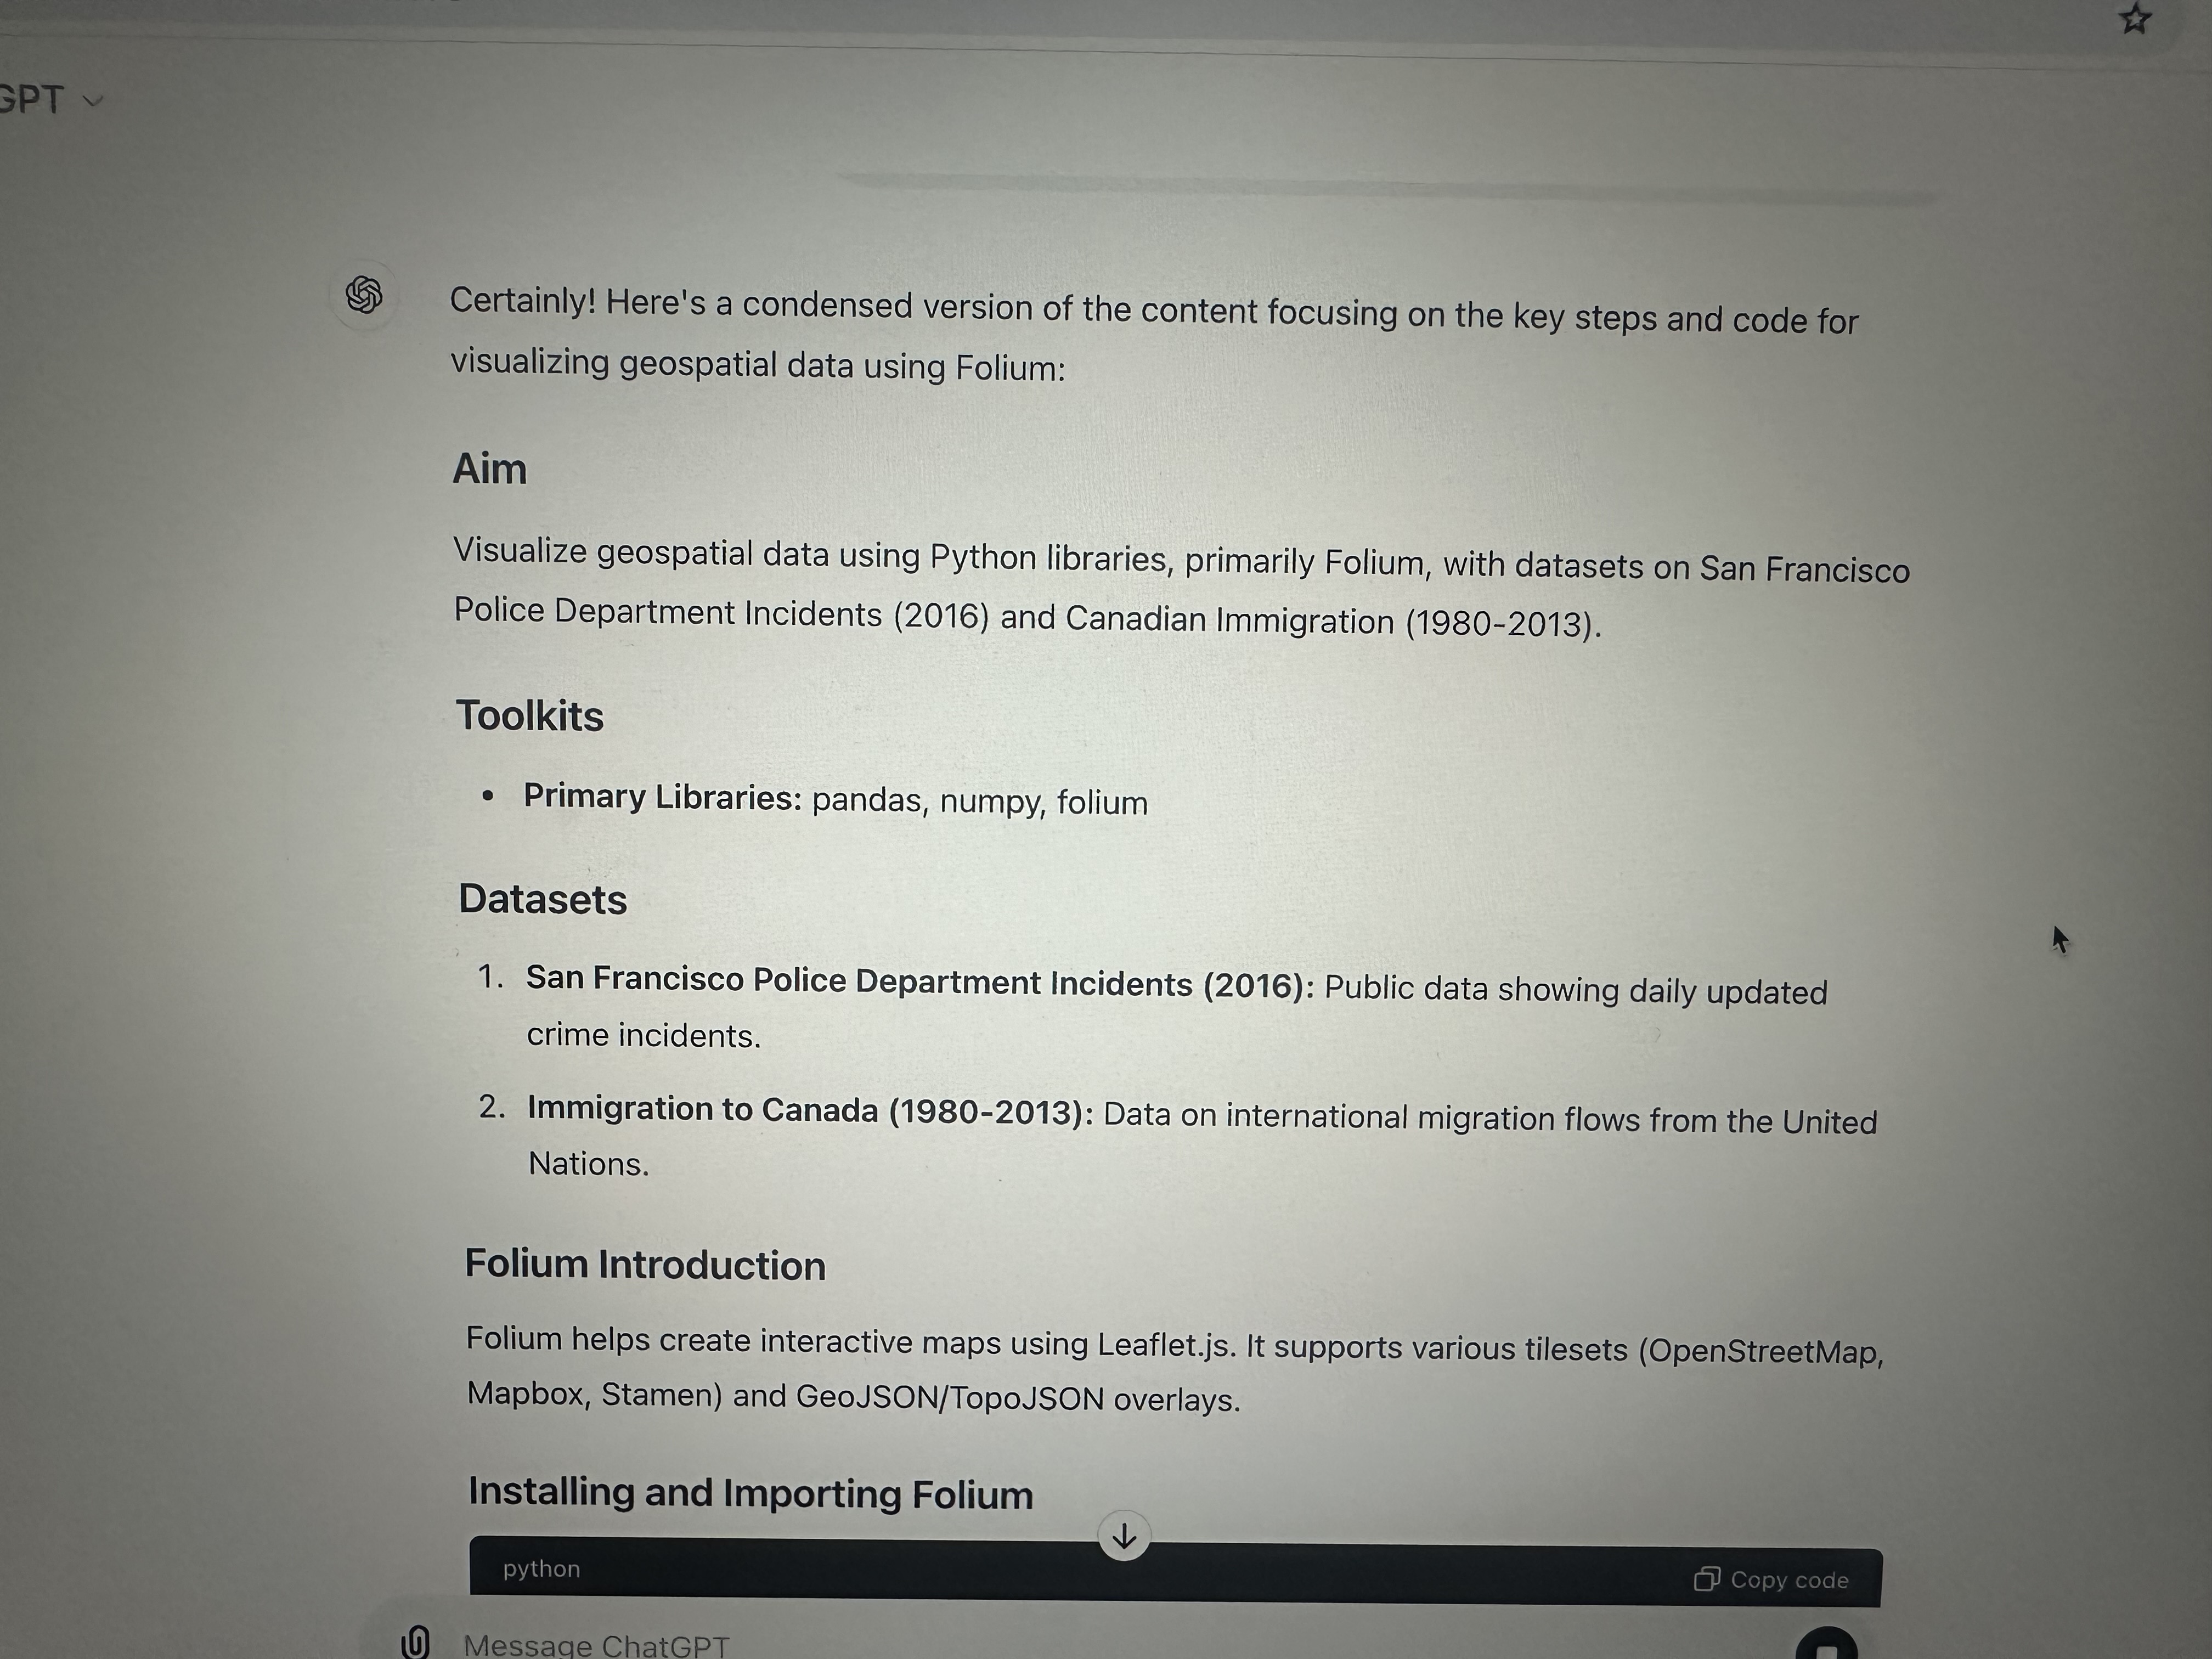 GPT
Certainly! Here's a condensed version of the content focusing on the key steps and code for
visualizing geospatial data using Folium:
Aim
Visualize geospatial data using Python libraries, primarily Folium, with datasets on San Francisco
Police Department Incidents (2016) and Canadian Immigration (1980-2013).
Toolkits
• Primary Libraries: pandas, numpy, folium
Datasets
1. San Francisco Police Department Incidents (2016): Public data showing daily updated
crime incidents.
2. Immigration to Canada (1980-2013): Data on international migration flows from the United
Nations.
Folium Introduction
Folium helps create interactive maps using Leaflet.js. It supports various tilesets (OpenStreetMap,
Mapbox, Stamen) and GeoJSON/TopoJSON overlays.
Installing and Importing Folium
python Copy code
Message ChatGPT